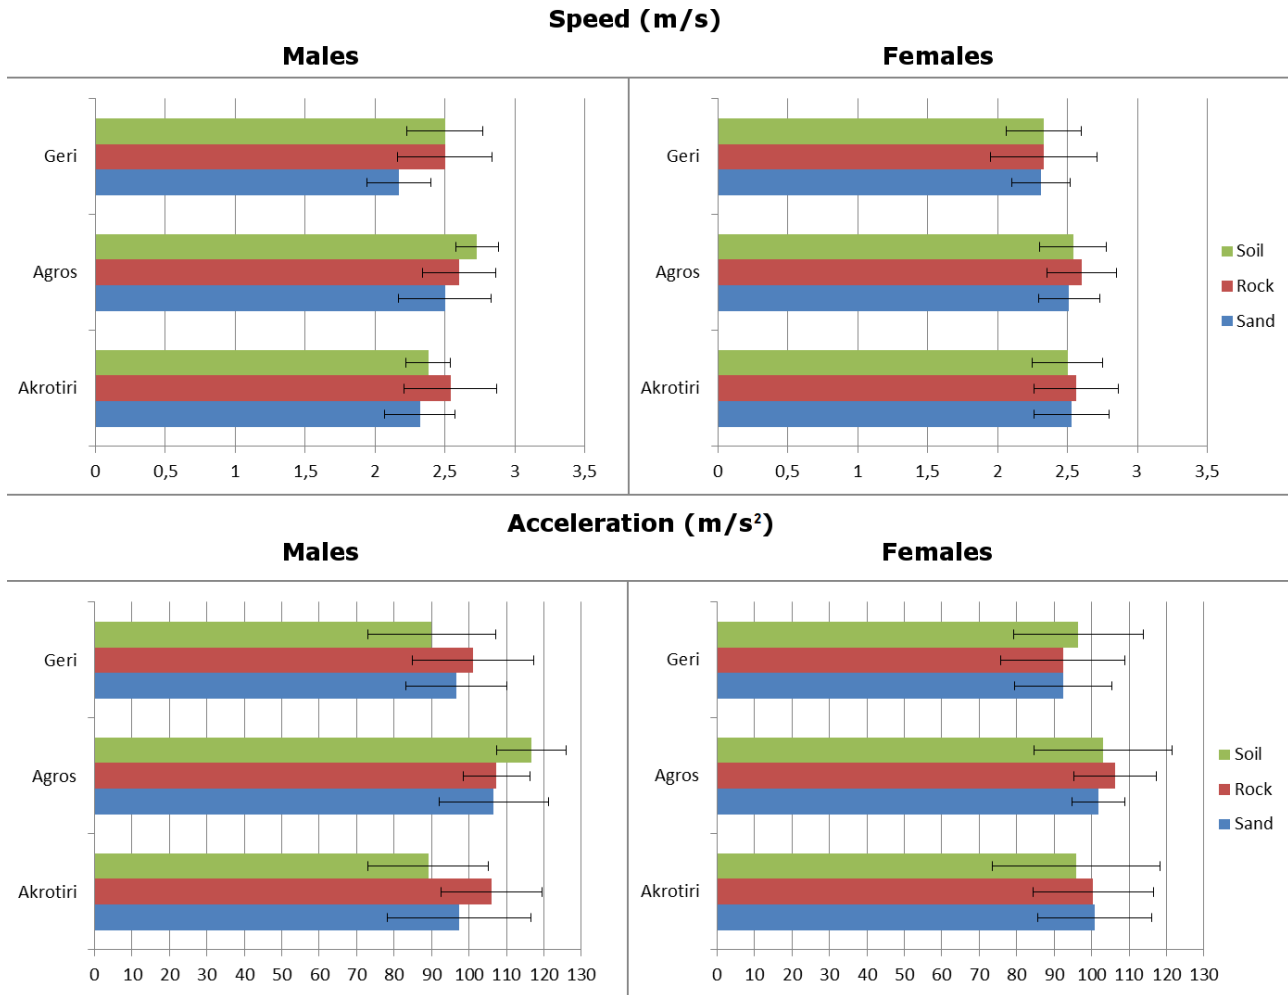 Speed (m/s)
Males Females
Geri Geri
Agros Agros
Akrotiri Akrotiri
Soil
Rock
Sand
0 0,5 1 1,5 2 2,5 3 3,5 0 0,5 1 1,5 2 2,5 3 3,5
Acceleration (m/s²)
Males Females
Geri Geri
Agros Agros
Akrotiri Akrotiri
Soil
Rock
Sand
0 10 20 30 40 50 60 70 80 90 100 110 120 130 0 10 20 30 40 50 60 70 80 90 100 110 120 130